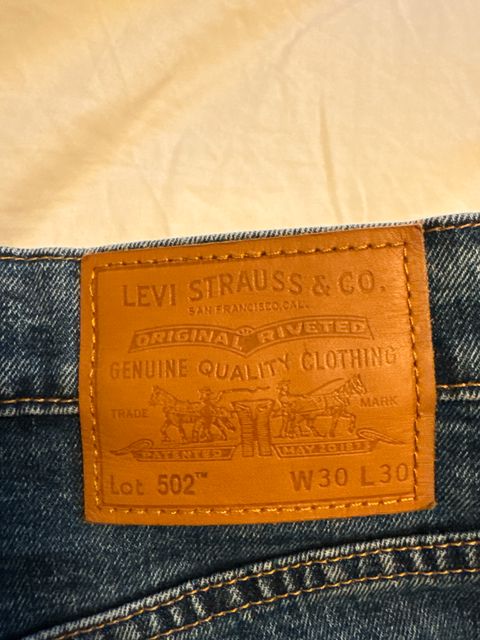 LEVI STRAUSS & CO.
SAN FRANCISCO, CAL.
ORIGINAL RIVETED
GENUINE QUALITY CLOTHING
TRADE MARK
PATENTED MAY 20 1873
Lot 502™ W30 L30